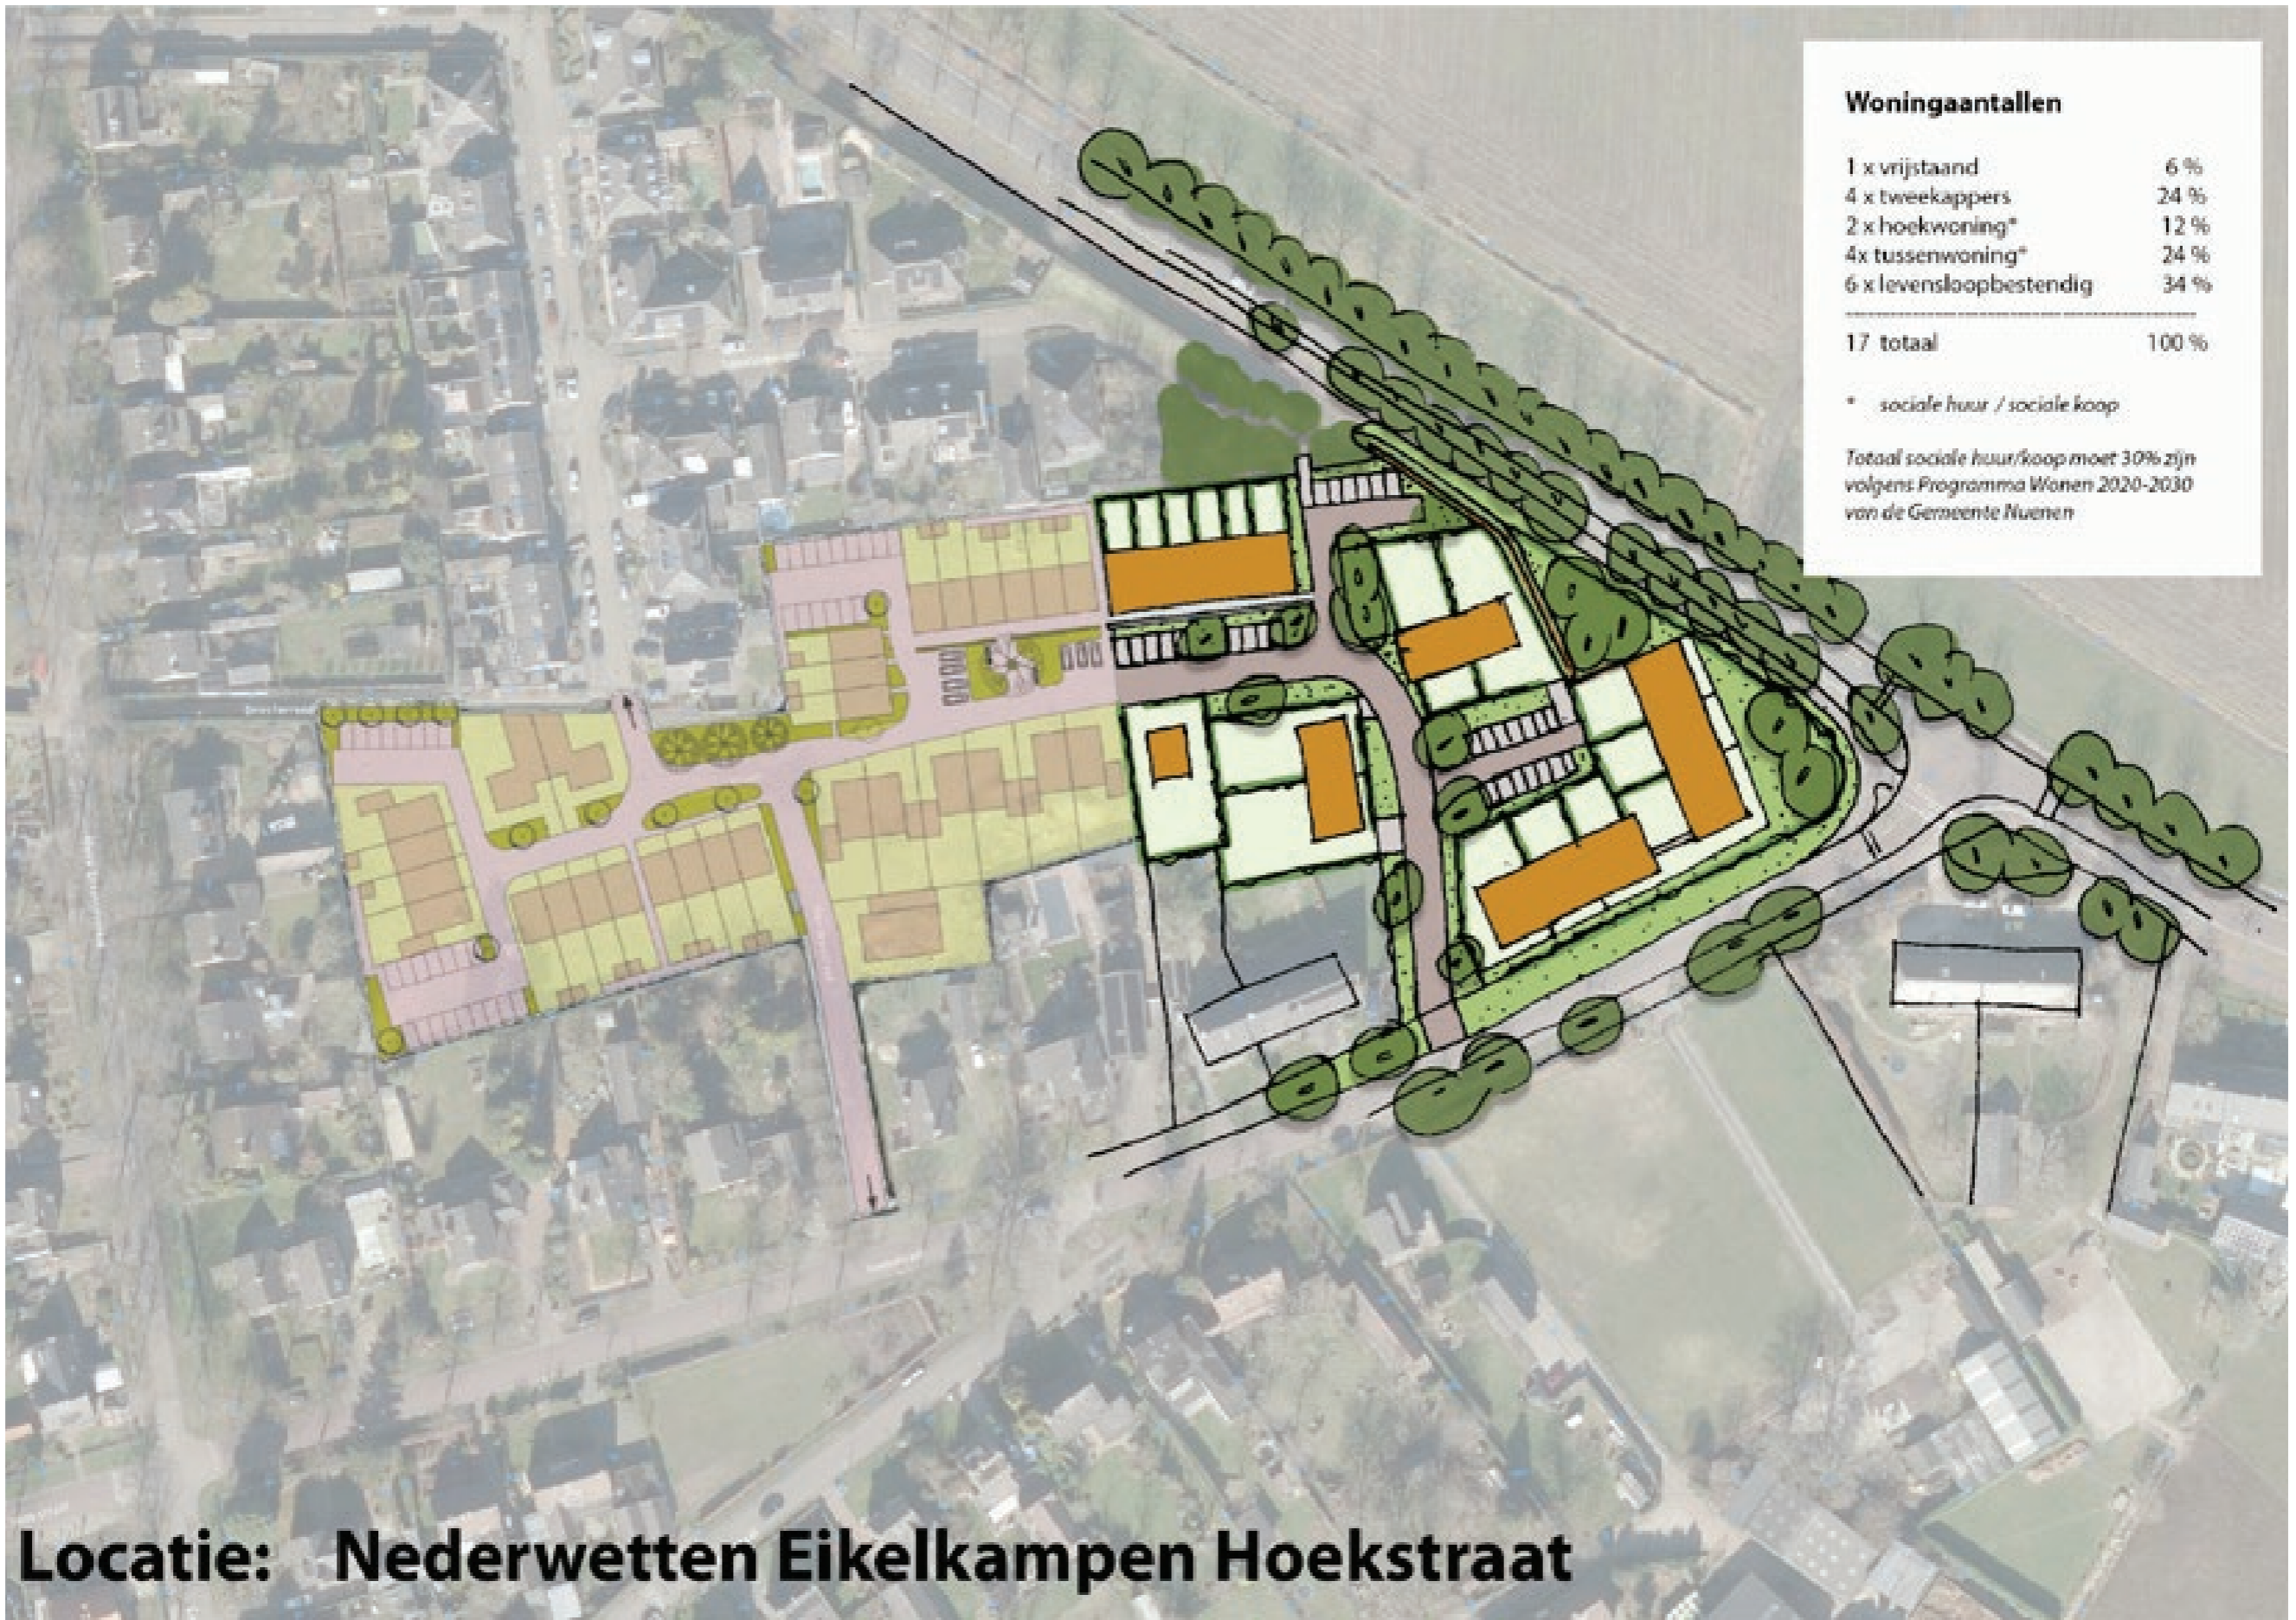 Woningaantallen
1 x vrijstaand 6 %
4 x tweekappers 24 %
2 x hoekwoning* 12 %
4x tussenwoning* 24 %
6 x levensloopbestendig 34 %
17 totaal 100 %
* sociale huur / sociale koop
Totaal sociale huur/koop moet 30% zijn
volgens Programma Wonen 2020-2030
van de Gemeente Nuenen
Locatie: Nederwetten Eikelkampen Hoekstraat